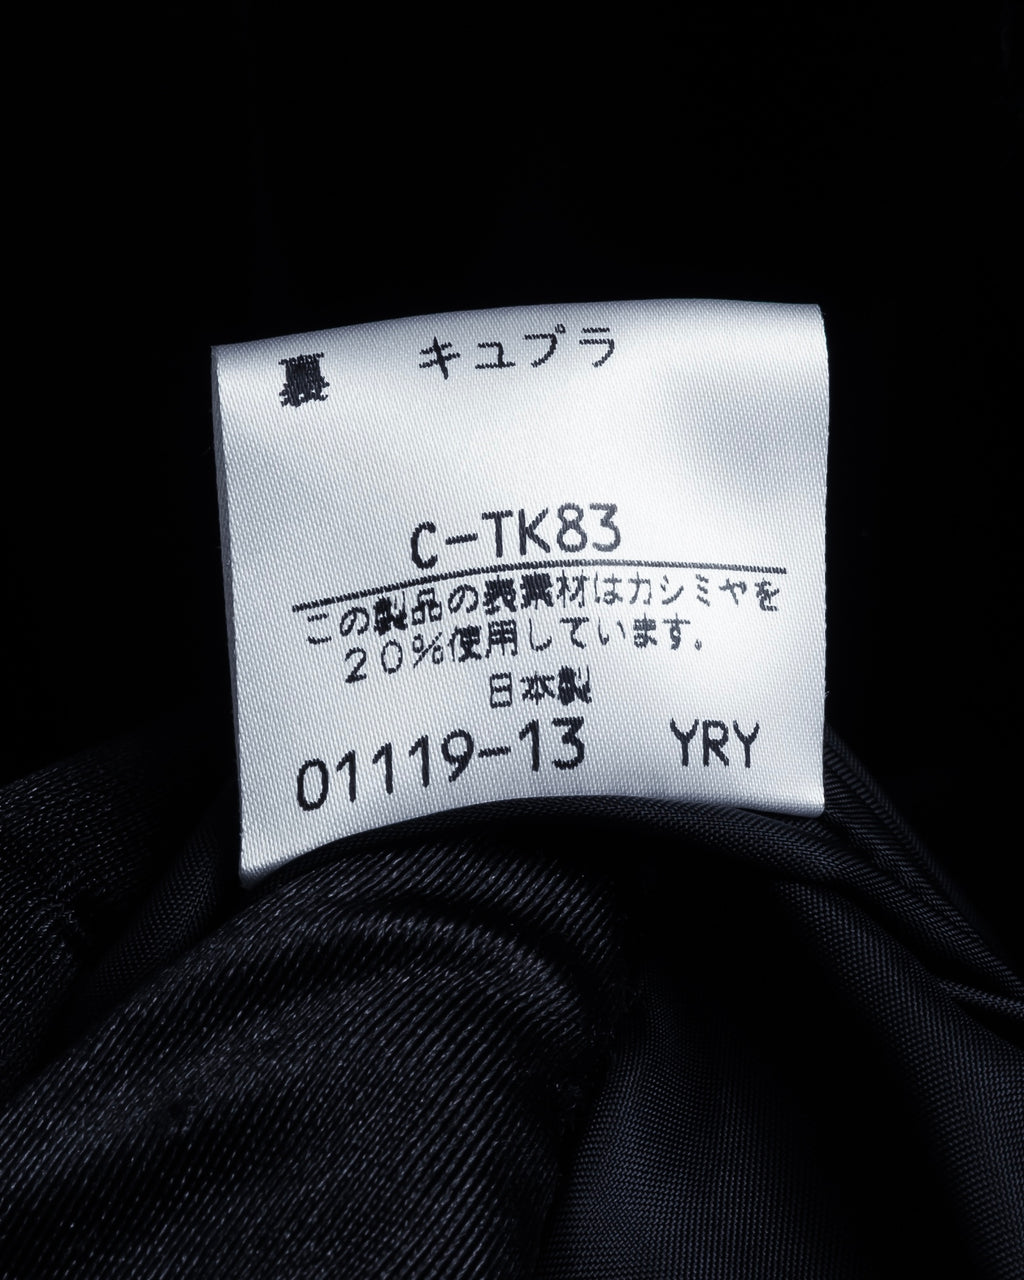 裏 キュプラ
C-TK83
この製品の表素材はカシミヤを
20%使用しています。
日本製
01119-13 YRY